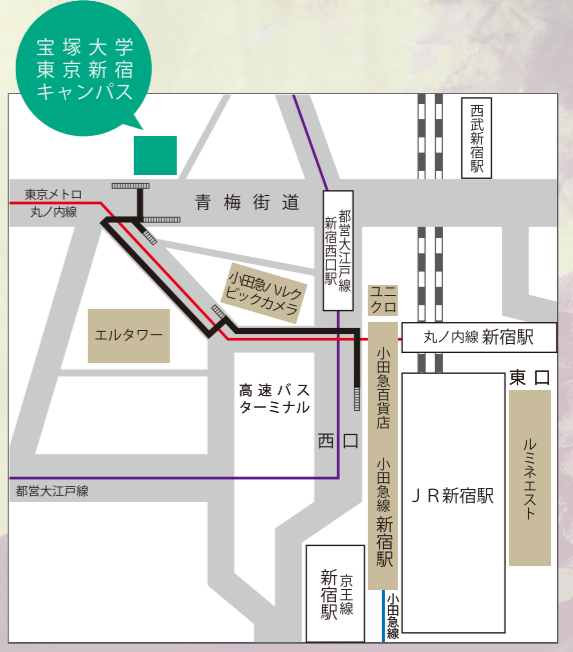 宝塚大学
東京新宿
キャンパス
西武新宿駅
東京メトロ
丸ノ内線
青梅街道
都営大江戸線
新宿西口駅
小田急ハルク
ビックカメラ
ユニ
クロ
エルタワー
丸ノ内線 新宿駅
小田急百貨店
東口
高速バス
ターミナル
西口
ルミネエスト
小田急線 新宿駅
JR新宿駅
都営大江戸線
京王線
新宿駅
小田急線